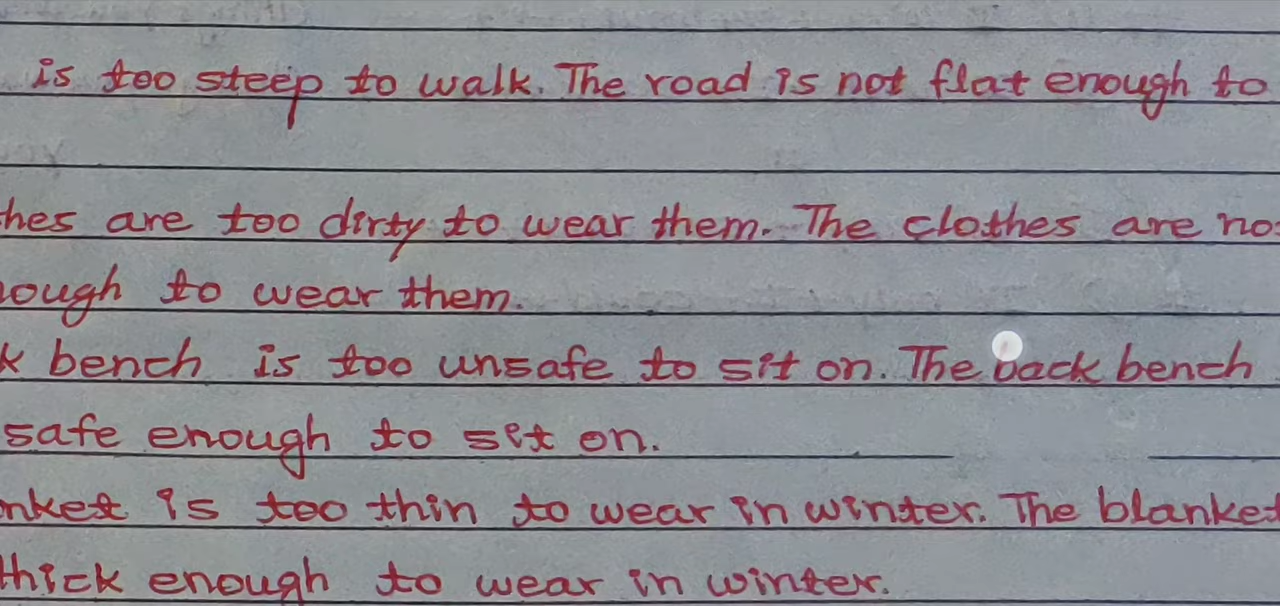 is too steep to walk. The road is not flat enough to
hes are too dirty to wear them. The clothes are no
ough to wear them.
k bench is too unsafe to sit on. The back bench
safe enough to sit on.
nket is too thin to wear in winter. The blanket
thick enough to wear in winter.